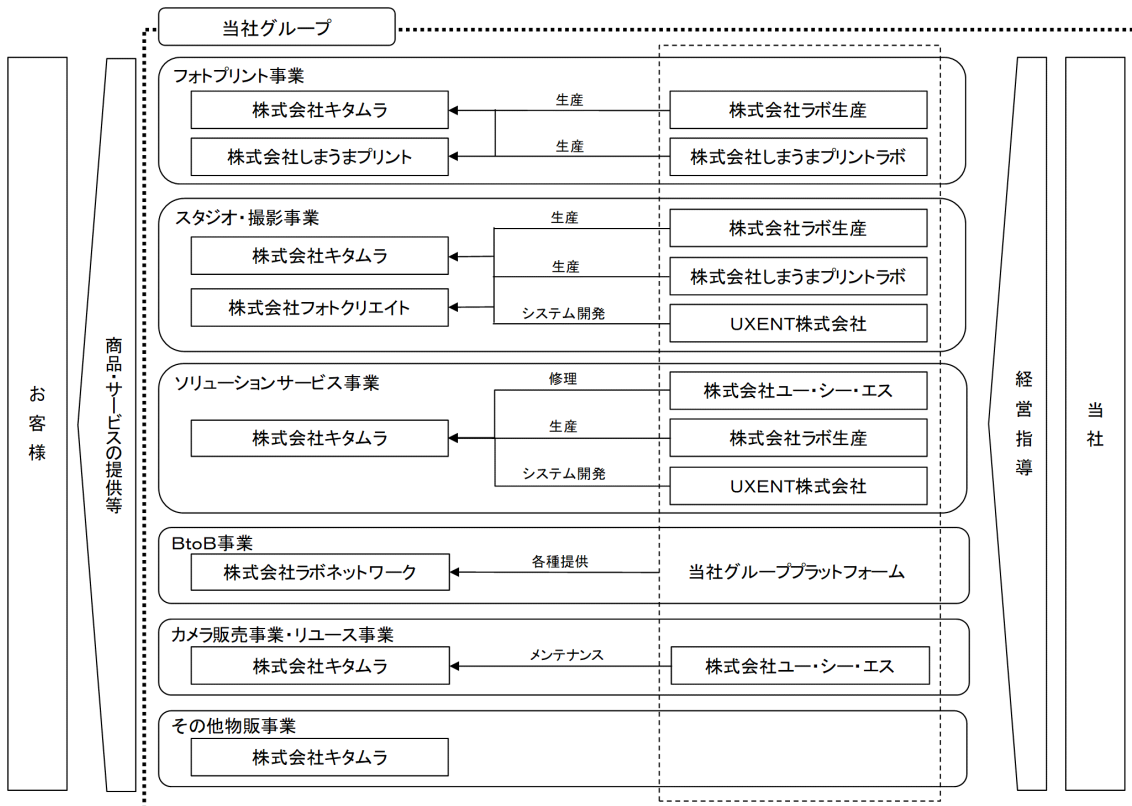 当社グループ
お客様
商品・サービスの提供等
フォトプリント事業
株式会社キタムラ
生産
株式会社ラボ生産
株式会社しまうまプリント
生産
株式会社しまうまプリントラボ
スタジオ・撮影事業
生産
株式会社ラボ生産
株式会社キタムラ
生産
株式会社しまうまプリントラボ
株式会社フォトクリエイト
システム開発
UXENT株式会社
ソリューションサービス事業
修理
株式会社ユー・シー・エス
株式会社キタムラ
生産
株式会社ラボ生産
システム開発
UXENT株式会社
BtoB事業
株式会社ラボネットワーク
各種提供
当社グループプラットフォーム
カメラ販売事業・リユース事業
株式会社キタムラ
メンテナンス
株式会社ユー・シー・エス
その他物販事業
株式会社キタムラ
経営指導
当社